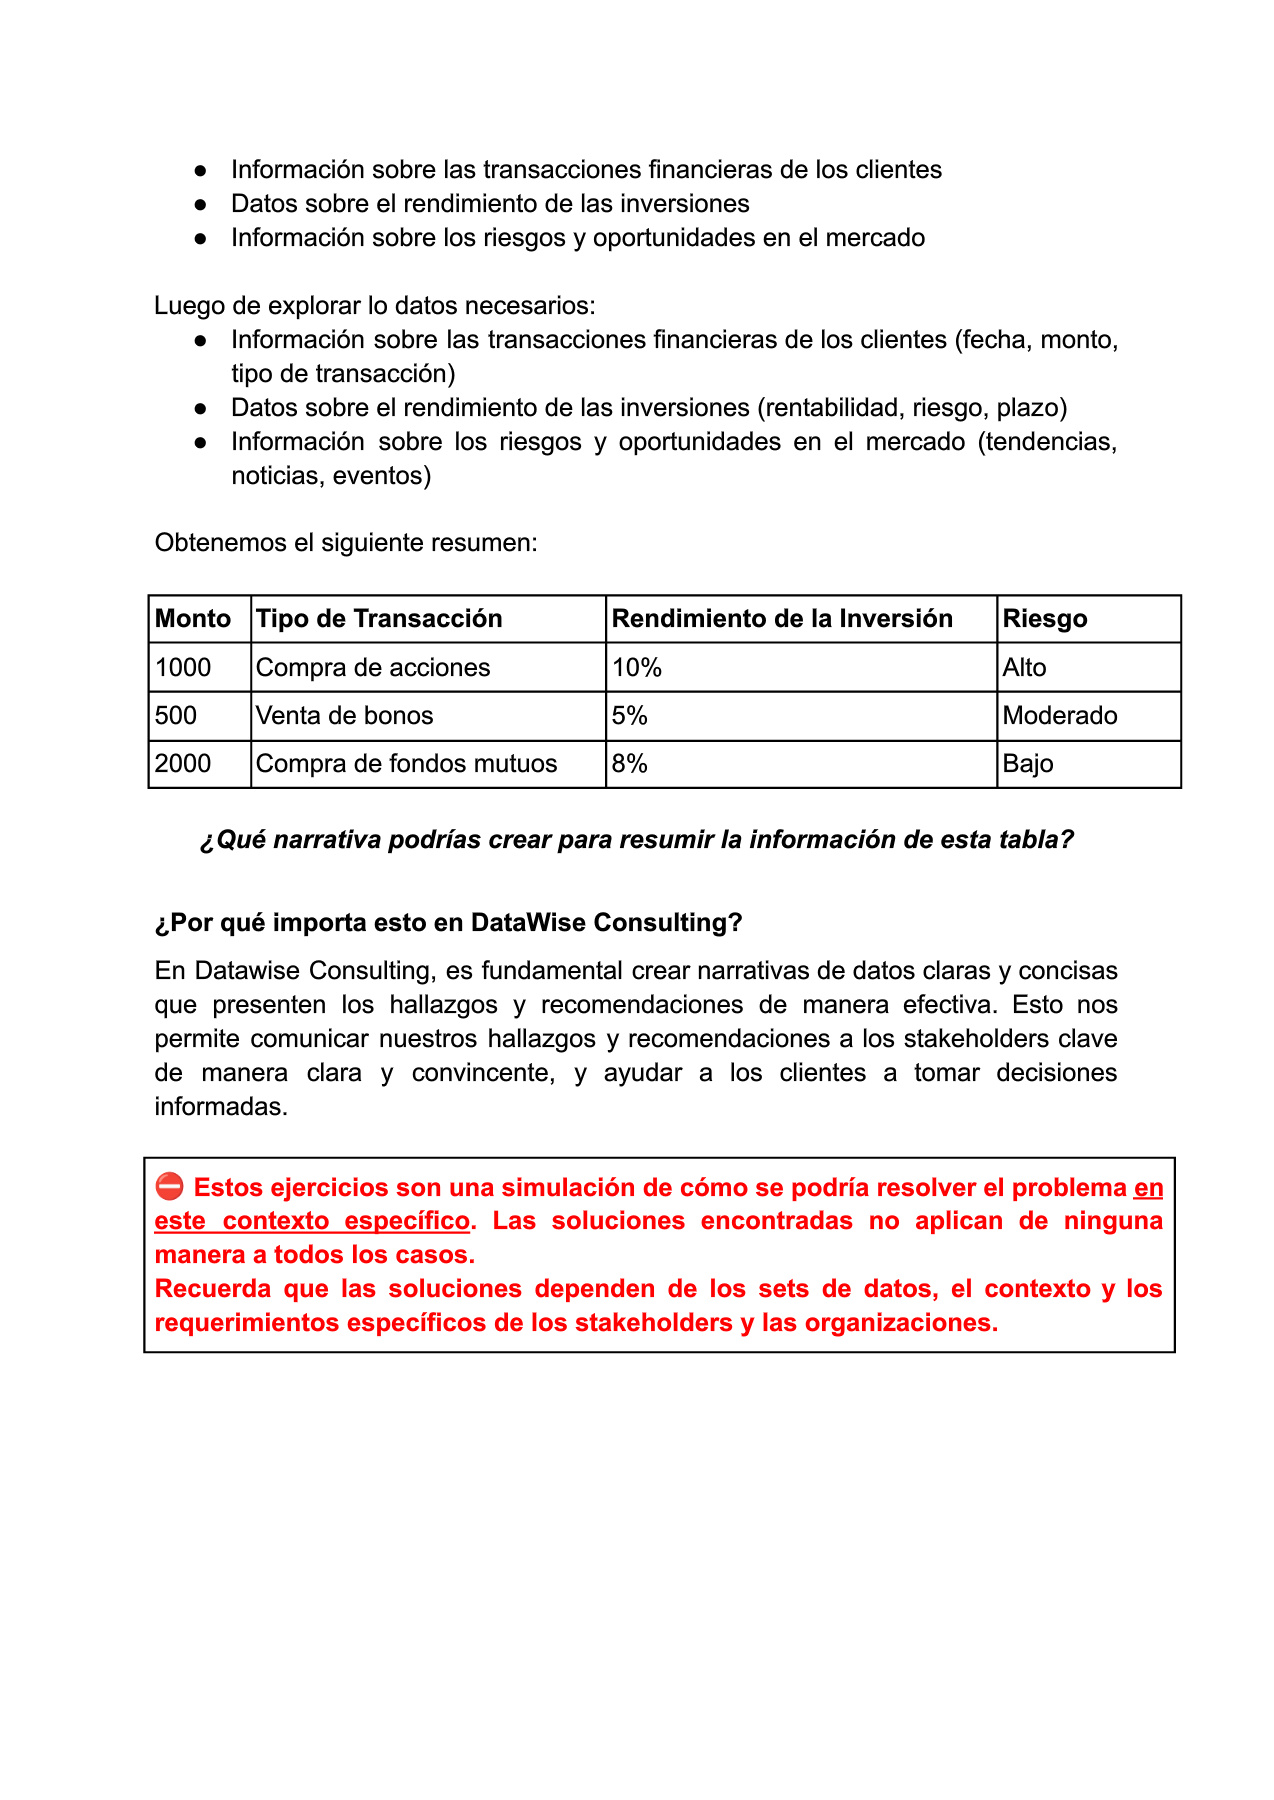 ● Información sobre las transacciones financieras de los clientes
● Datos sobre el rendimiento de las inversiones
● Información sobre los riesgos y oportunidades en el mercado
Luego de explorar lo datos necesarios:
● Información sobre las transacciones financieras de los clientes (fecha, monto,
tipo de transacción)
● Datos sobre el rendimiento de las inversiones (rentabilidad, riesgo, plazo)
● Información sobre los riesgos y oportunidades en el mercado (tendencias,
noticias, eventos)
Obtenemos el siguiente resumen:
Monto Tipo de Transacción Rendimiento de la Inversión Riesgo
1000 Compra de acciones 10% Alto
500 Venta de bonos 5% Moderado
2000 Compra de fondos mutuos 8% Bajo
¿Qué narrativa podrías crear para resumir la información de esta tabla?
¿Por qué importa esto en DataWise Consulting?
En Datawise Consulting, es fundamental crear narrativas de datos claras y concisas
que presenten los hallazgos y recomendaciones de manera efectiva. Esto nos
permite comunicar nuestros hallazgos y recomendaciones a los stakeholders clave
de manera clara y convincente, y ayudar a los clientes a tomar decisiones
informadas.
⛔ Estos ejercicios son una simulación de cómo se podría resolver el problema en
este contexto específico. Las soluciones encontradas no aplican de ninguna
manera a todos los casos.
Recuerda que las soluciones dependen de los sets de datos, el contexto y los
requerimientos específicos de los stakeholders y las organizaciones.